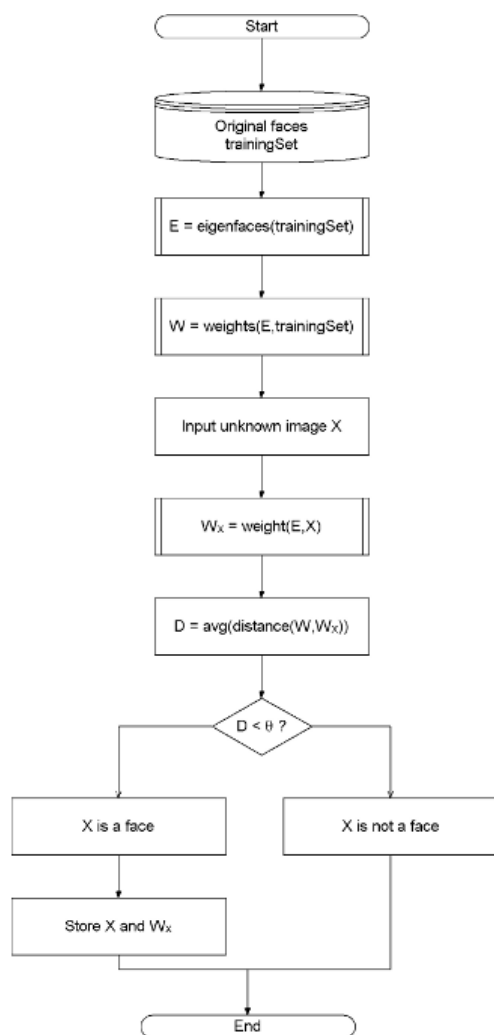 Start
Original faces
trainingSet
E = eigenfaces(trainingSet)
W = weights(E,trainingSet)
Input unknown image X
Wₓ = weight(E,X)
D = avg(distance(W,Wₓ))
D < θ ?
X is a face
X is not a face
Store X and Wₓ
End